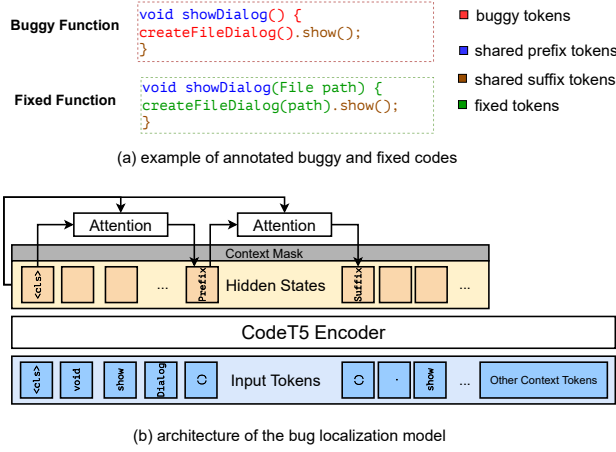 Buggy Function
void showDialog() {
createFileDialog().show();
}
Fixed Function
void showDialog(File path) {
createFileDialog(path).show();
}
buggy tokens
shared prefix tokens
shared suffix tokens
fixed tokens
(a) example of annotated buggy and fixed codes
Attention
Attention
Context Mask
<cls>
...
Prefix
Hidden States
Suffix
...
CodeT5 Encoder
<cls>
void
show
Dialog
()
Input Tokens
()
.
show
...
Other Context Tokens
(b) architecture of the bug localization model